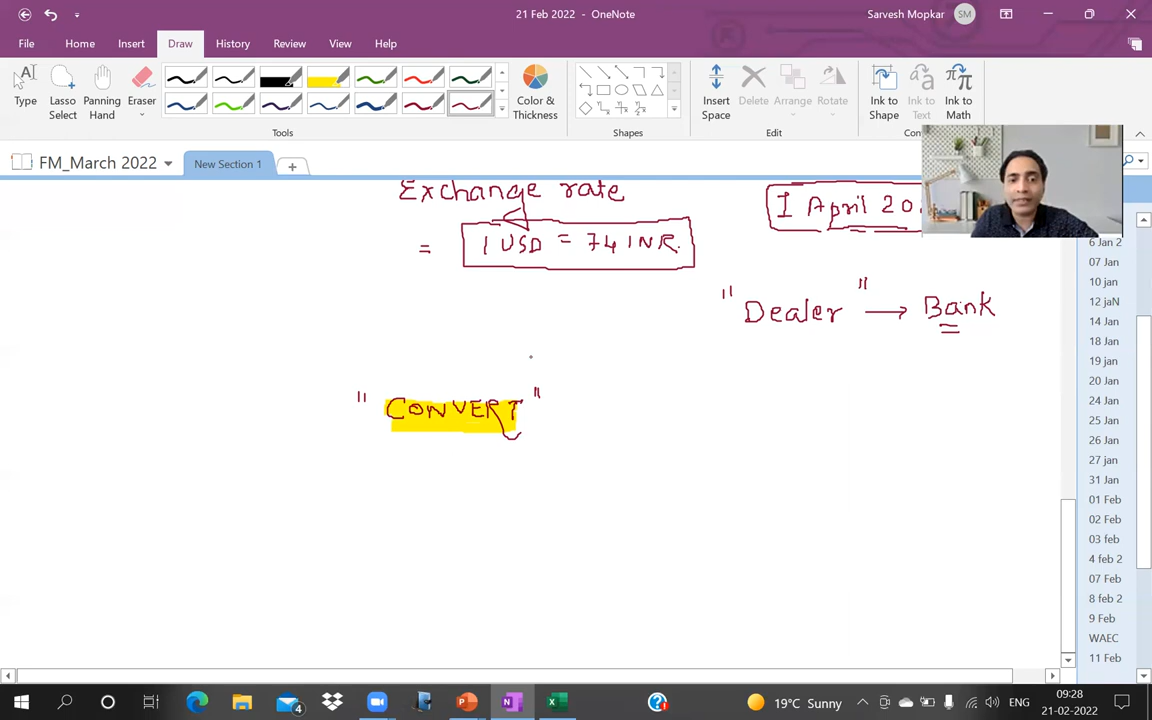 21 Feb 2022 - OneNote
Sarvesh Mopkar
SM
File
Home
Insert
Draw
History
Review
View
Help
Type
Lasso Select
Panning Hand
Eraser
Color & Thickness
Insert Space
Delete
Arrange
Rotate
Ink to Shape
Ink to Text
Ink to Math
Tools
Shapes
Edit
FM_March 2022
New Section 1
Exchange rate
= 1 USD = 74 INR.
1 April 20
"Dealer" → Bank
"CONVERT"
6 Jan 2
07 Jan
10 jan
12 jaN
14 Jan
18 Jan
19 jan
20 Jan
24 Jan
25 Jan
26 Jan
27 jan
31 Jan
01 Feb
02 Feb
03 feb
4 feb 2
07 Feb
8 feb 2
9 Feb
WAEC
11 Feb
4
19°C Sunny
ENG
09:28
21-02-2022